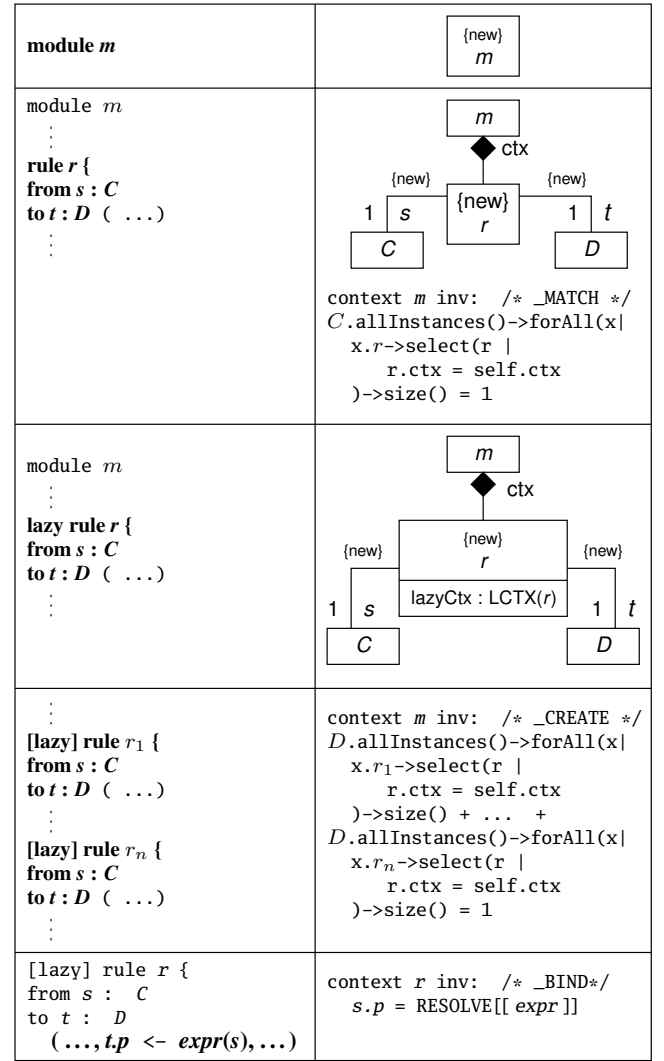 module m
{new}
m
module m
⋮
rule r {
from s : C
to t : D ( ...)
⋮
m
ctx
{new}
{new}
{new}
r
1
s
1
t
C
D
context m inv: /* _MATCH */
C.allInstances()->forAll(x|
x.r->select(r |
r.ctx = self.ctx
)->size() = 1
module m
⋮
lazy rule r {
from s : C
to t : D ( ...)
⋮
m
ctx
{new}
{new}
r
{new}
lazyCtx : LCTX(r)
1
s
1
t
C
D
⋮
[lazy] rule r₁ {
from s : C
to t : D ( ...)
⋮
[lazy] rule rₙ {
from s : C
to t : D ( ...)
⋮
context m inv: /* _CREATE */
D.allInstances()->forAll(x|
x.r₁->select(r |
r.ctx = self.ctx
)->size() + ... +
D.allInstances()->forAll(x|
x.rₙ->select(r |
r.ctx = self.ctx
)->size() = 1
[lazy] rule r {
from s : C
to t : D
( ..., t.p <- expr(s), ...)
context r inv: /* _BIND*/
s.p = RESOLVE[[ expr ]]